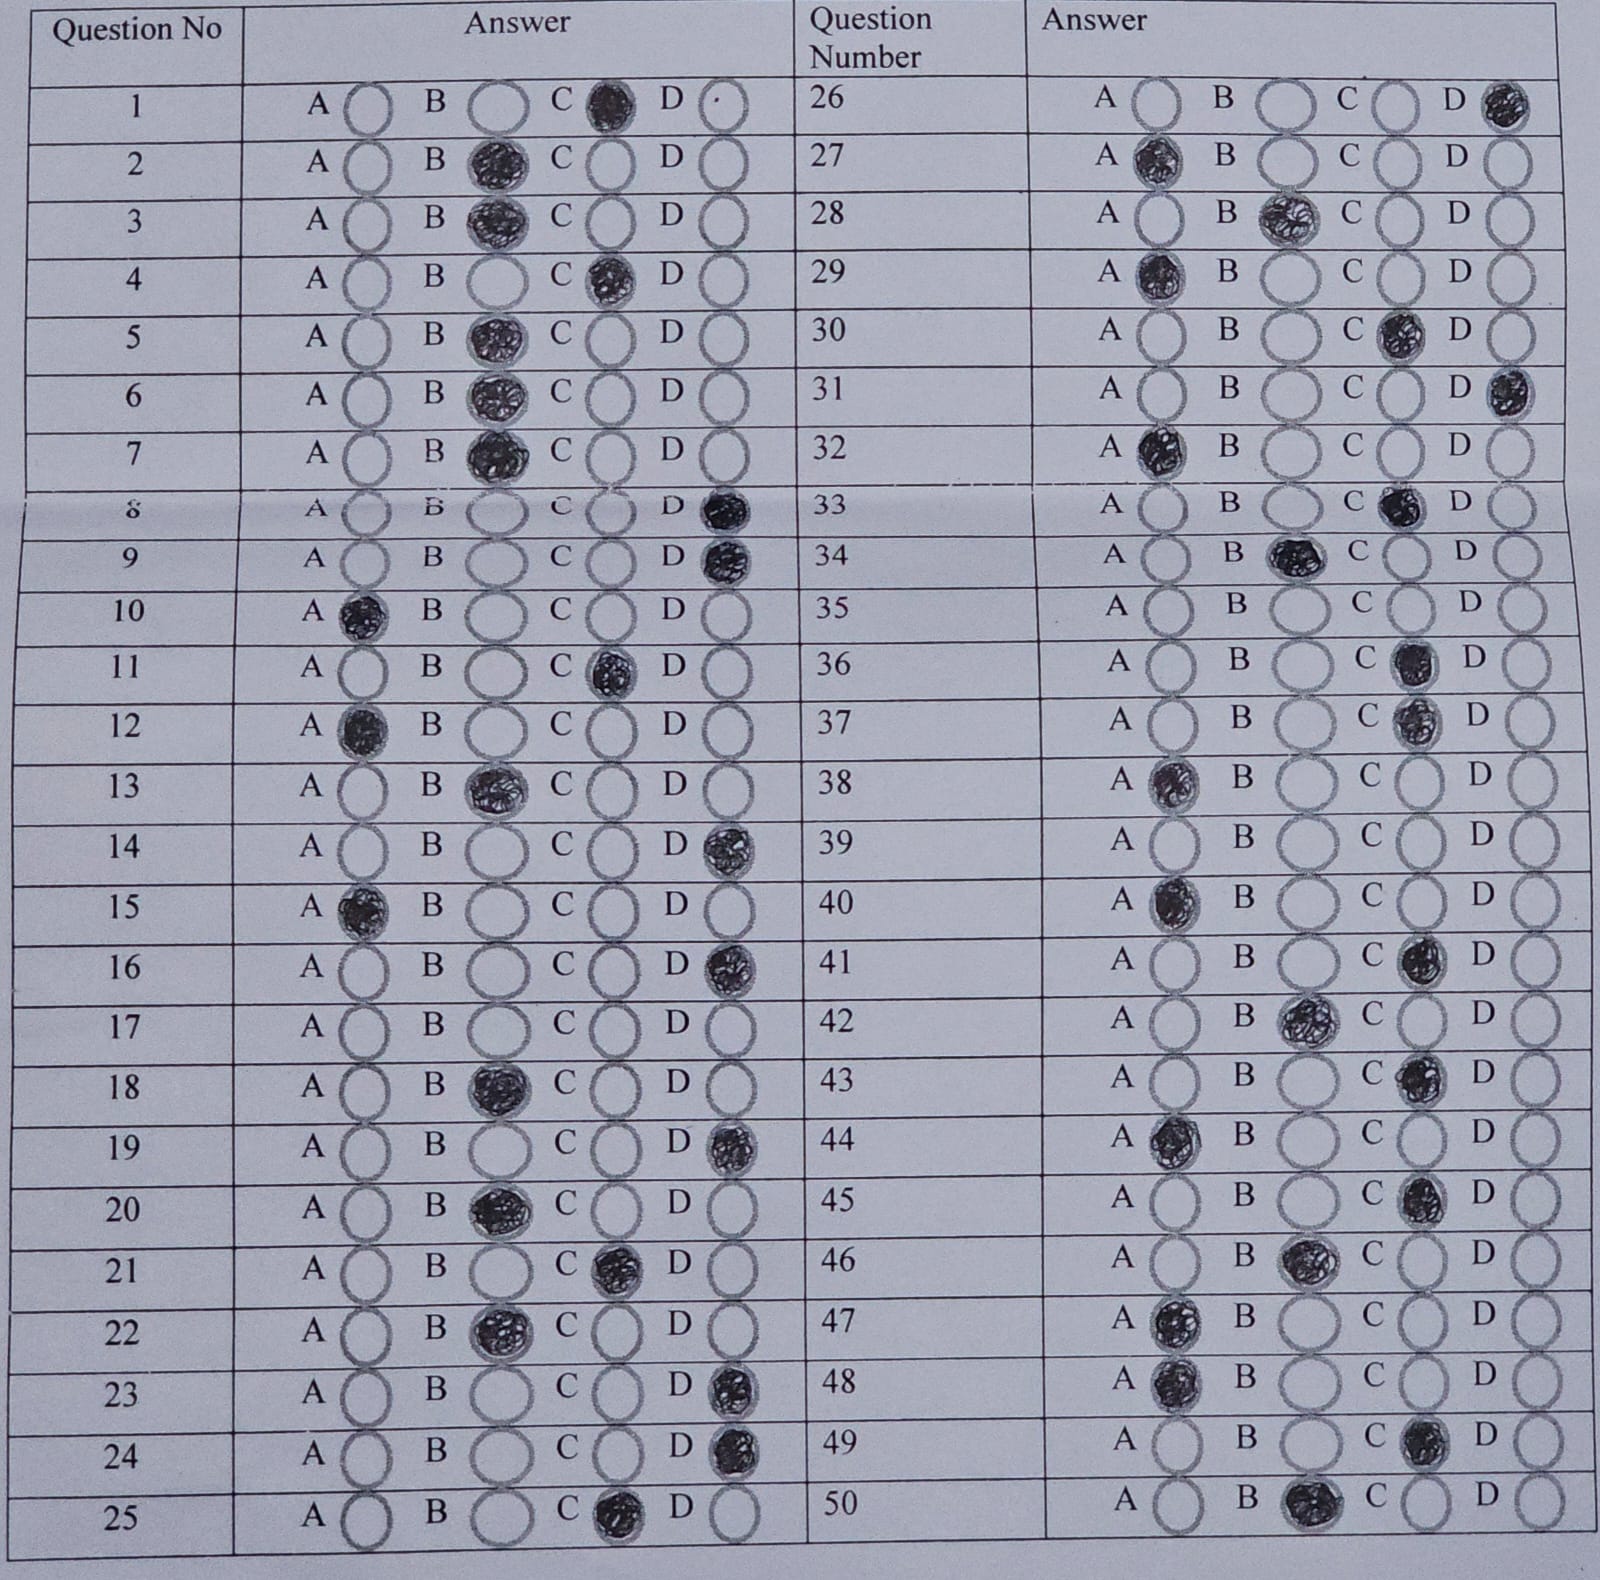 Question No Answer Question Number Answer
1 A B C D 26 A B C D
2 A B C D 27 A B C D
3 A B C D 28 A B C D
4 A B C D 29 A B C D
5 A B C D 30 A B C D
6 A B C D 31 A B C D
7 A B C D 32 A B C D
8 A B C D 33 A B C D
9 A B C D 34 A B C D
10 A B C D 35 A B C D
11 A B C D 36 A B C D
12 A B C D 37 A B C D
13 A B C D 38 A B C D
14 A B C D 39 A B C D
15 A B C D 40 A B C D
16 A B C D 41 A B C D
17 A B C D 42 A B C D
18 A B C D 43 A B C D
19 A B C D 44 A B C D
20 A B C D 45 A B C D
21 A B C D 46 A B C D
22 A B C D 47 A B C D
23 A B C D 48 A B C D
24 A B C D 49 A B C D
25 A B C D 50 A B C D